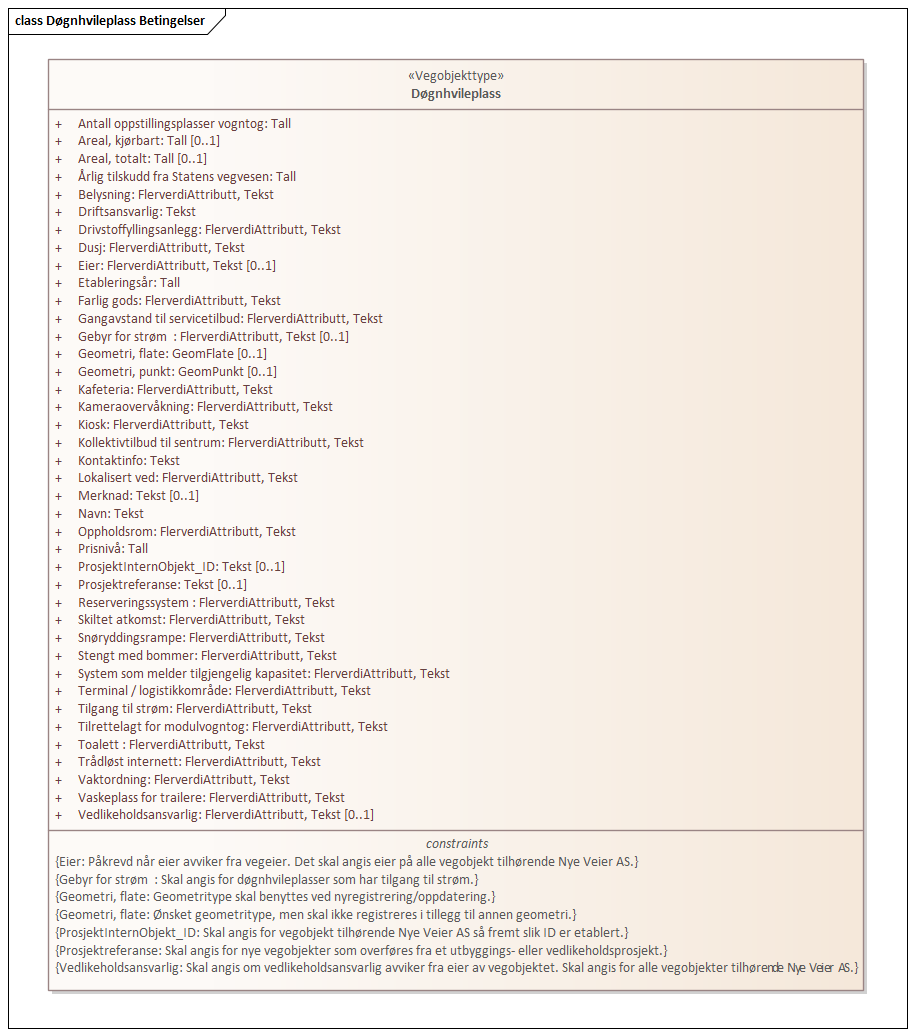 class Døgnhvileplass Betingelser
«Vegobjekttype»
Døgnhvileplass
+ Antall oppstillingsplasser vogntog: Tall
+ Areal, kjørbart: Tall [0..1]
+ Areal, totalt: Tall [0..1]
+ Årlig tilskudd fra Statens vegvesen: Tall
+ Belysning: FlerverdiAttributt, Tekst
+ Driftsansvarlig: Tekst
+ Drivstoffyllingsanlegg: FlerverdiAttributt, Tekst
+ Dusj: FlerverdiAttributt, Tekst
+ Eier: FlerverdiAttributt, Tekst [0..1]
+ Etableringsår: Tall
+ Farlig gods: FlerverdiAttributt, Tekst
+ Gangavstand til servicetilbud: FlerverdiAttributt, Tekst
+ Gebyr for strøm : FlerverdiAttributt, Tekst [0..1]
+ Geometri, flate: GeomFlate [0..1]
+ Geometri, punkt: GeomPunkt [0..1]
+ Kafeteria: FlerverdiAttributt, Tekst
+ Kameraovervåkning: FlerverdiAttributt, Tekst
+ Kiosk: FlerverdiAttributt, Tekst
+ Kollektivtilbud til sentrum: FlerverdiAttributt, Tekst
+ Kontaktinfo: Tekst
+ Lokalisert ved: FlerverdiAttributt, Tekst
+ Merknad: Tekst [0..1]
+ Navn: Tekst
+ Oppholdsrom: FlerverdiAttributt, Tekst
+ Prisnivå: Tall
+ ProsjektInternObjekt_ID: Tekst [0..1]
+ Prosjektreferanse: Tekst [0..1]
+ Reserveringssystem : FlerverdiAttributt, Tekst
+ Skiltet atkomst: FlerverdiAttributt, Tekst
+ Snøryddingsrampe: FlerverdiAttributt, Tekst
+ Stengt med bommer: FlerverdiAttributt, Tekst
+ System som melder tilgjengelig kapasitet: FlerverdiAttributt, Tekst
+ Terminal / logistikkområde: FlerverdiAttributt, Tekst
+ Tilgang til strøm: FlerverdiAttributt, Tekst
+ Tilrettelagt for modulvogntog: FlerverdiAttributt, Tekst
+ Toalett : FlerverdiAttributt, Tekst
+ Trådløst internett: FlerverdiAttributt, Tekst
+ Vaktordning: FlerverdiAttributt, Tekst
+ Vaskeplass for trailere: FlerverdiAttributt, Tekst
+ Vedlikeholdsansvarlig: FlerverdiAttributt, Tekst [0..1]
constraints
{Eier: Påkrevd når eier avviker fra vegeier. Det skal angis eier på alle vegobjekt tilhørende Nye Veier AS.}
{Gebyr for strøm : Skal angis for døgnhvileplasser som har tilgang til strøm.}
{Geometri, flate: Geometritype skal benyttes ved nyregistrering/oppdatering.}
{Geometri, flate: Ønsket geometritype, men skal ikke registreres i tillegg til annen geometri.}
{ProsjektInternObjekt_ID: Skal angis for vegobjekt tilhørende Nye Veier AS så fremt slik ID er etablert.}
{Prosjektreferanse: Skal angis for nye vegobjekter som overføres fra et utbyggings- eller vedlikeholdsprosjekt.}
{Vedlikeholdsansvarlig: Skal angis om vedlikeholdsansvarlig avviker fra eier av vegobjektet. Skal angis for alle vegobjekter tilhørende Nye Veier AS.}